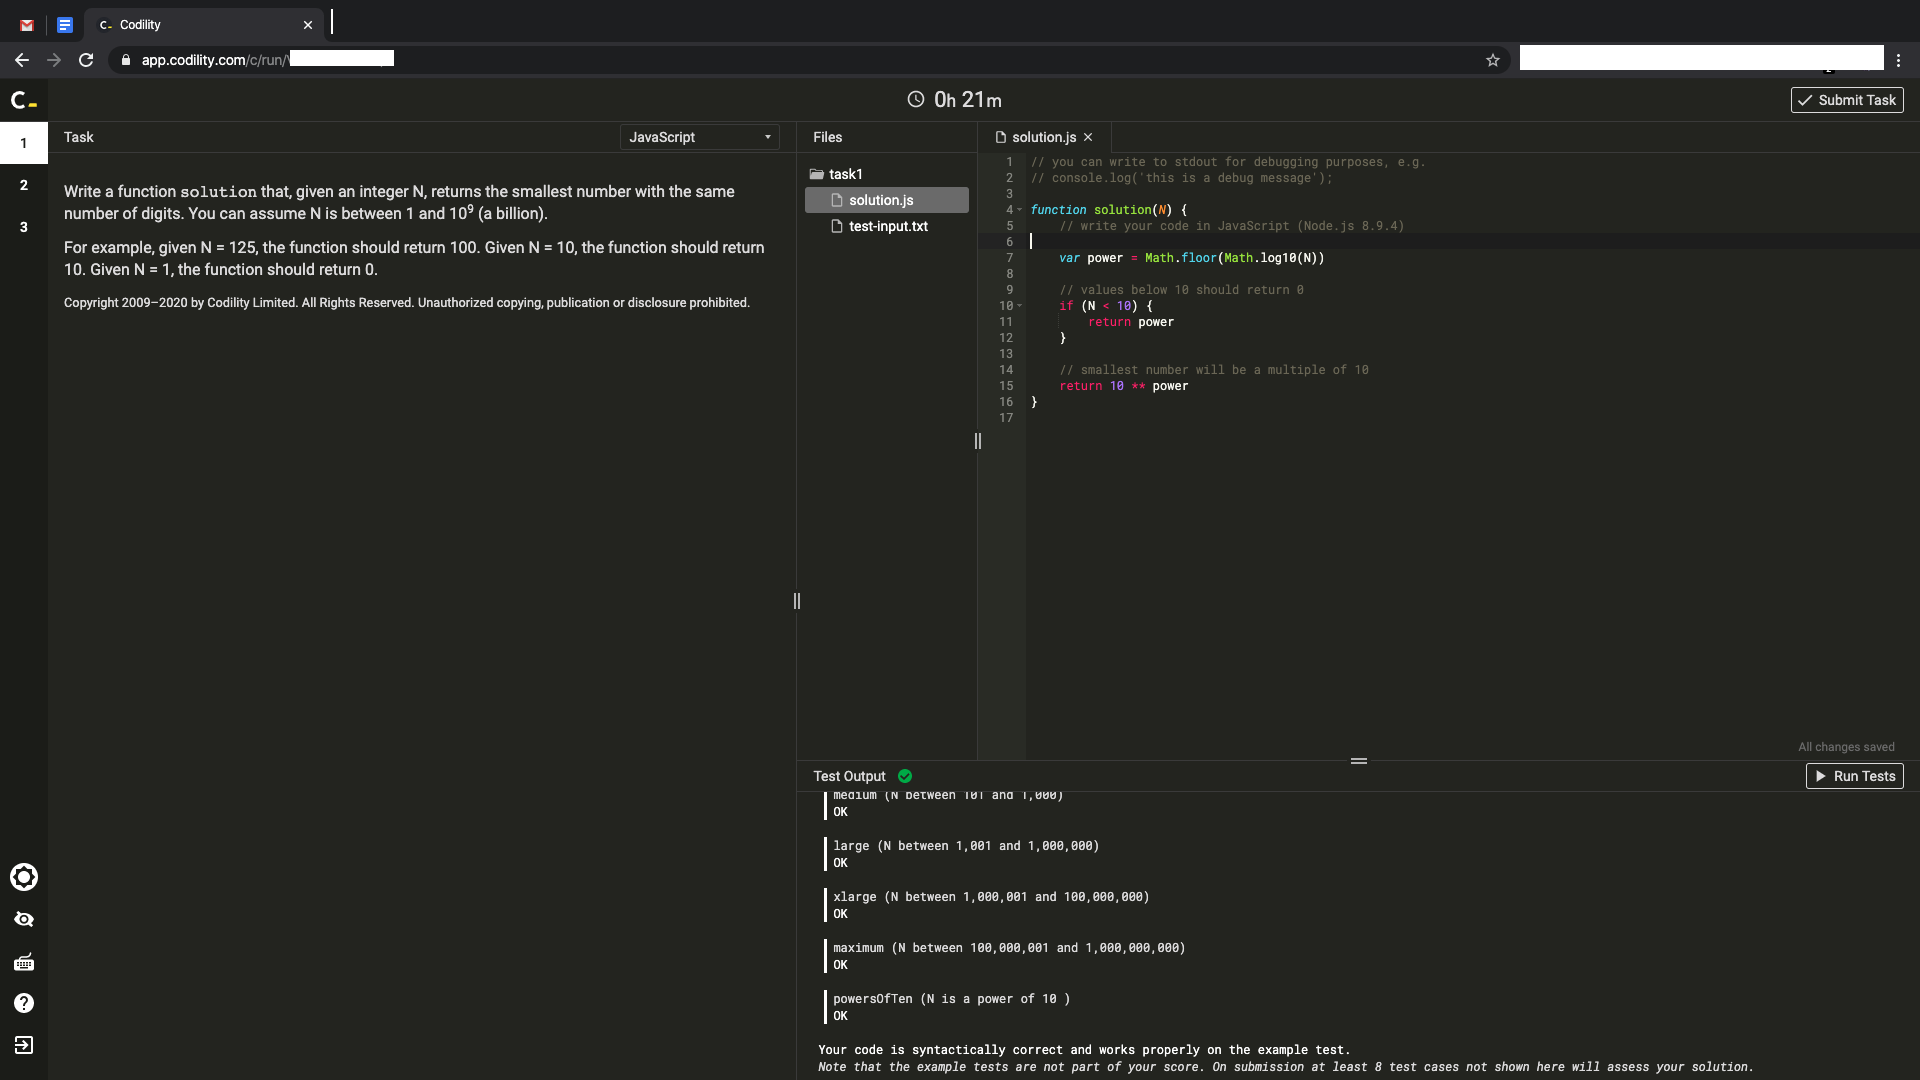 C_ Codility
app.codility.com/c/run/
C_
0h 21m
Submit Task
1
2
3
Task
JavaScript
Write a function solution that, given an integer N, returns the smallest number with the same
number of digits. You can assume N is between 1 and 10⁹ (a billion).
For example, given N = 125, the function should return 100. Given N = 10, the function should return
10. Given N = 1, the function should return 0.
Copyright 2009–2020 by Codility Limited. All Rights Reserved. Unauthorized copying, publication or disclosure prohibited.
Files
task1
solution.js
test-input.txt
solution.js
1 // you can write to stdout for debugging purposes, e.g.
2 // console.log('this is a debug message');
3
4 function solution(N) {
5 // write your code in JavaScript (Node.js 8.9.4)
6
7 var power = Math.floor(Math.log10(N))
8
9 // values below 10 should return 0
10 if (N < 10) {
11 return power
12 }
13
14 // smallest number will be a multiple of 10
15 return 10 ** power
16 }
17
All changes saved
Test Output
Run Tests
medium (N between 101 and 1,000)
OK
large (N between 1,001 and 1,000,000)
OK
xlarge (N between 1,000,001 and 100,000,000)
OK
maximum (N between 100,000,001 and 1,000,000,000)
OK
powersOfTen (N is a power of 10 )
OK
Your code is syntactically correct and works properly on the example test.
Note that the example tests are not part of your score. On submission at least 8 test cases not shown here will assess your solution.